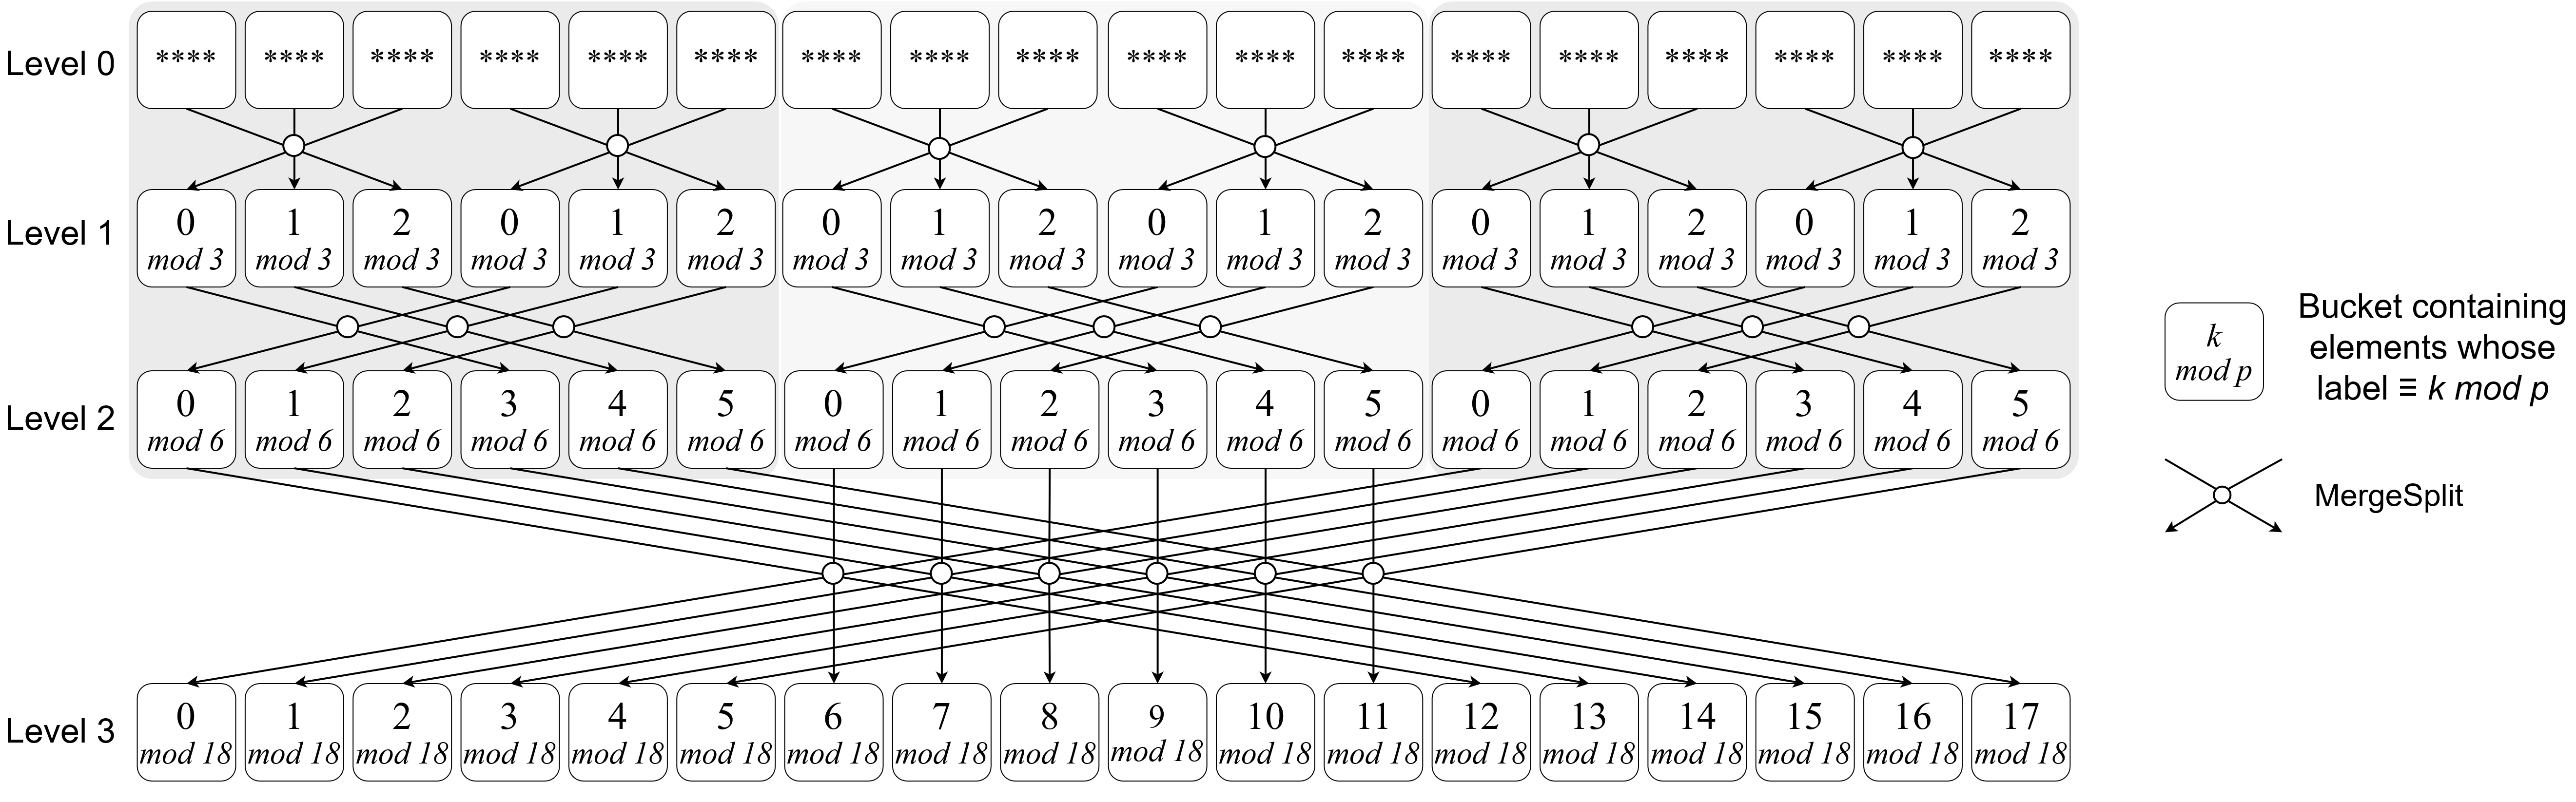 Level 0 **** **** **** **** **** **** **** **** **** **** **** **** **** **** **** **** **** ****
Level 1 0 1 2 0 1 2 0 1 2 0 1 2 0 1 2 0 1 2
mod 3 mod 3 mod 3 mod 3 mod 3 mod 3 mod 3 mod 3 mod 3 mod 3 mod 3 mod 3 mod 3 mod 3 mod 3 mod 3 mod 3 mod 3
Level 2 0 1 2 3 4 5 0 1 2 3 4 5 0 1 2 3 4 5
mod 6 mod 6 mod 6 mod 6 mod 6 mod 6 mod 6 mod 6 mod 6 mod 6 mod 6 mod 6 mod 6 mod 6 mod 6 mod 6 mod 6 mod 6
Level 3 0 1 2 3 4 5 6 7 8 9 10 11 12 13 14 15 16 17
mod 18 mod 18 mod 18 mod 18 mod 18 mod 18 mod 18 mod 18 mod 18 mod 18 mod 18 mod 18 mod 18 mod 18 mod 18 mod 18 mod 18 mod 18
k
mod p
Bucket containing
elements whose
label ≡ k mod p
MergeSplit